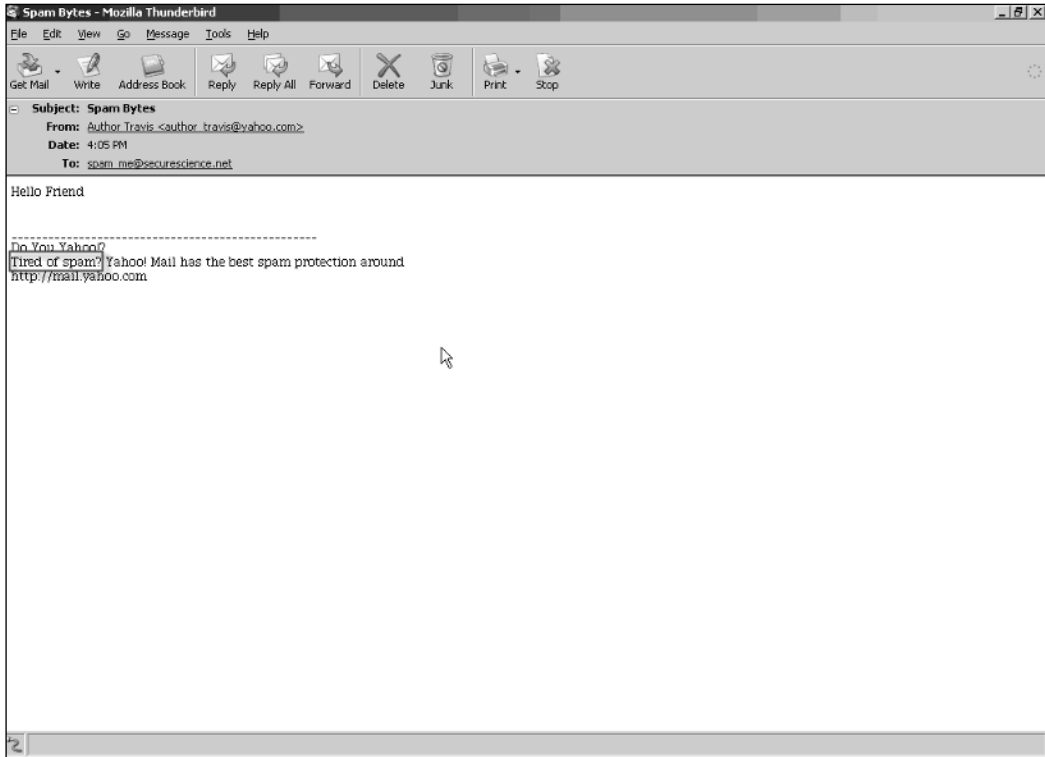 Spam Bytes - Mozilla Thunderbird
File Edit View Go Message Tools Help
Get Mail Write Address Book Reply Reply All Forward Delete Junk Print Stop
Subject: Spam Bytes
From: Author Travis <author_travis@yahoo.com>
Date: 4:05 PM
To: spam_me@securescience.net
Hello Friend
--------------------------------------------------
Do You Yahoo!?
Tired of spam? Yahoo! Mail has the best spam protection around
http://mail.yahoo.com